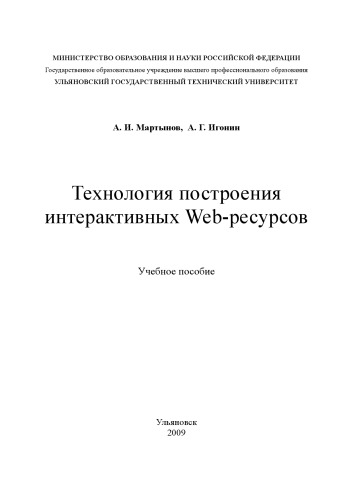 МИНИСТЕРСТВО ОБРАЗОВАНИЯ И НАУКИ РОССИЙСКОЙ ФЕДЕРАЦИИ
Государственное образовательное учреждение высшего профессионального образования
УЛЬЯНОВСКИЙ ГОСУДАРСТВЕННЫЙ ТЕХНИЧЕСКИЙ УНИВЕРСИТЕТ
А. И. Мартынов, А. Г. Игонин
Технология построения
интерактивных Web-ресурсов
Учебное пособие
Ульяновск
2009